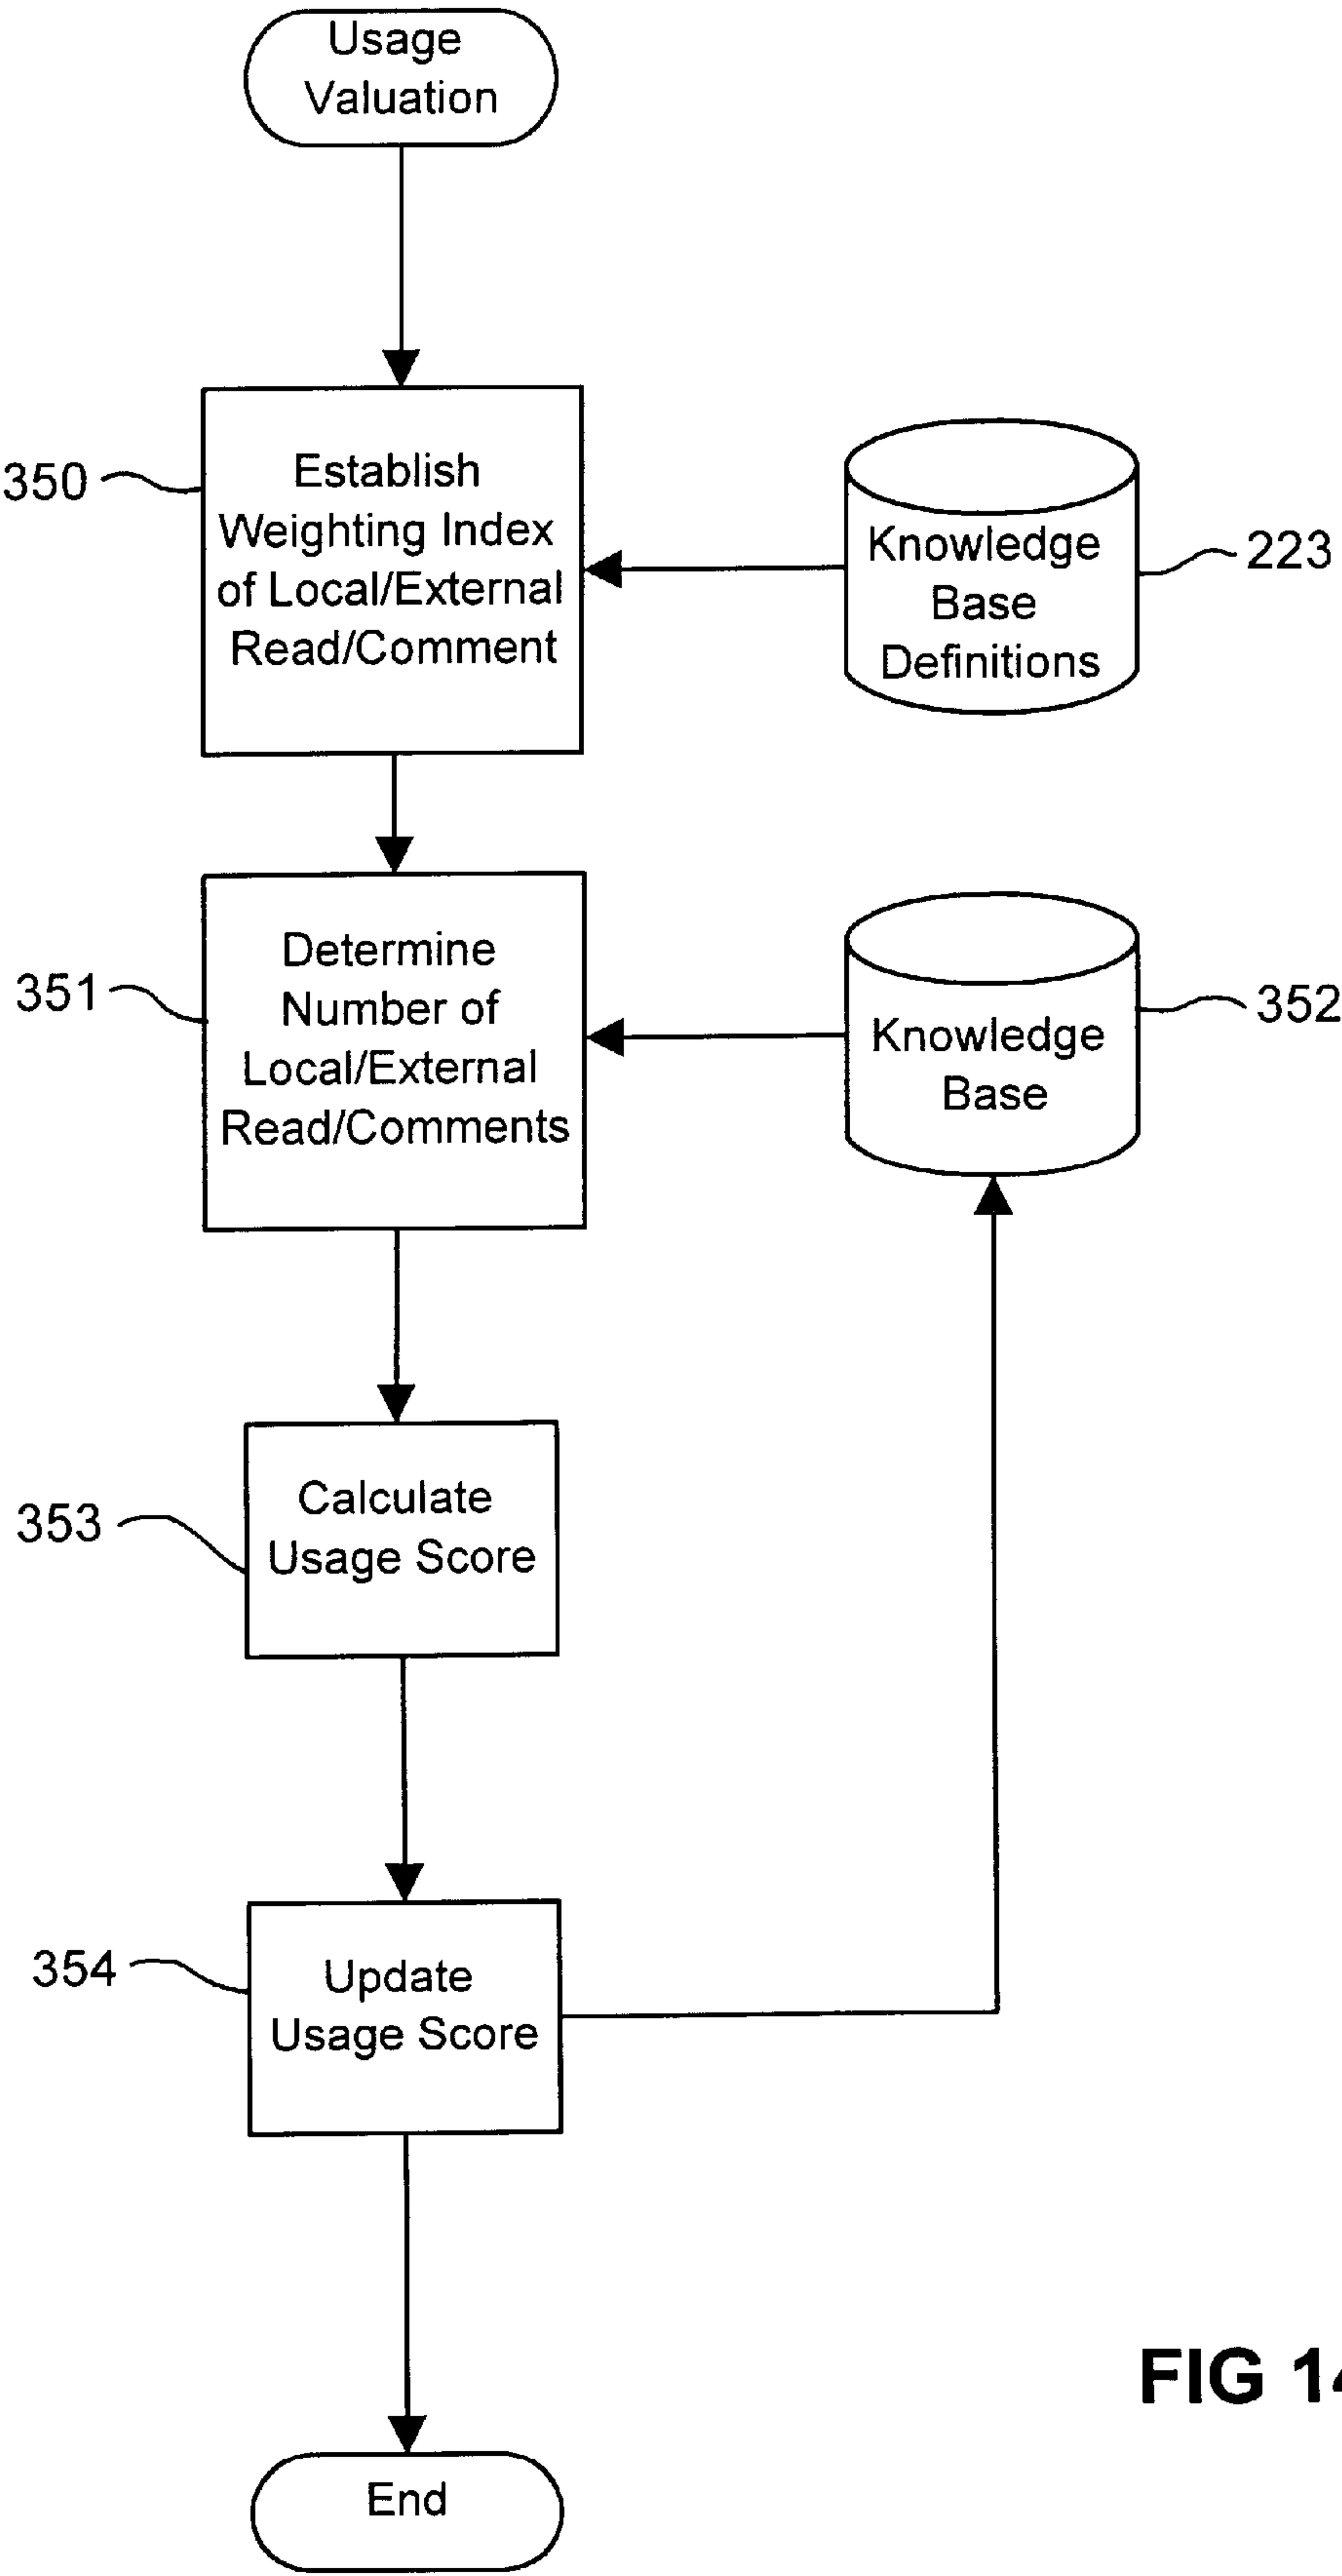 Usage
Valuation
350
Establish
Weighting Index
of Local/External
Read/Comment
Knowledge
Base
Definitions
223
351
Determine
Number of
Local/External
Read/Comments
Knowledge
Base
352
353
Calculate
Usage Score
354
Update
Usage Score
FIG 14
End